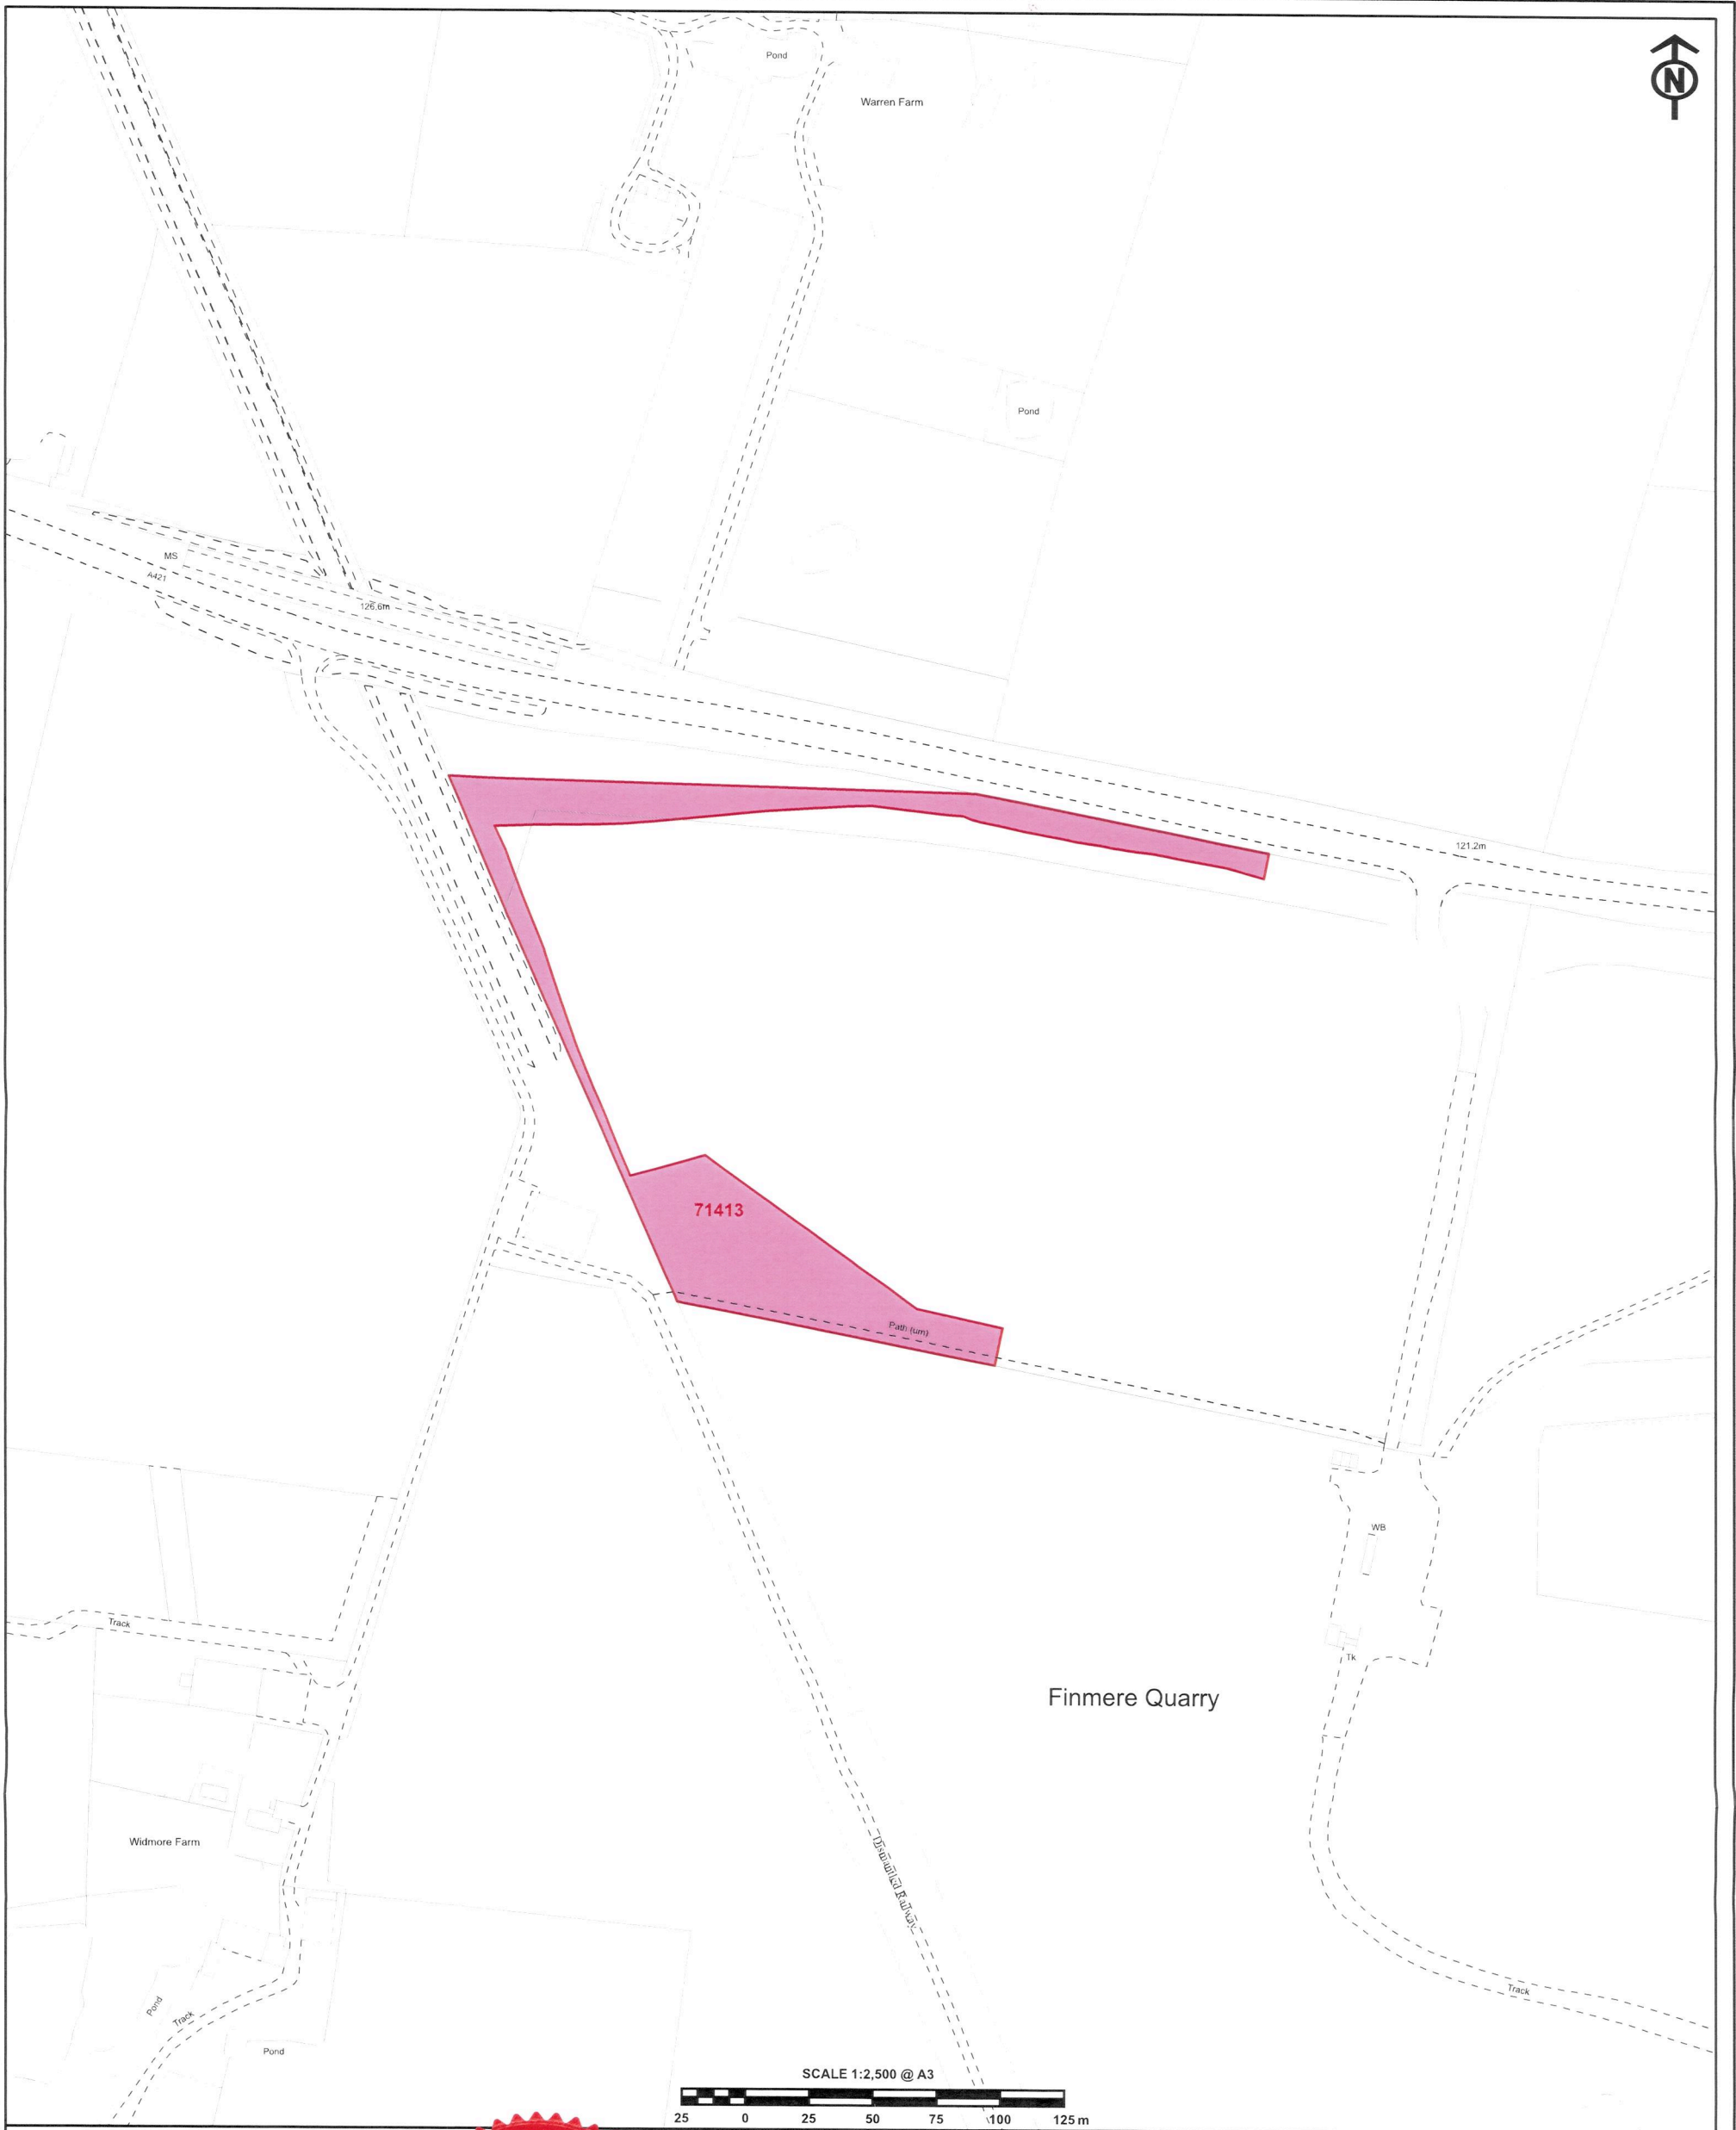 Pond
N
Warren Farm
Pond
MS
A421
126.6m
121.2m
71413
Path (um)
WB
Track
Tk
Finmere Quarry
Widmore Farm
Dismantled Railway
Track
Pond
Track
Pond
SCALE 1:2,500 @ A3
25 0 25 50 75 100 125 m